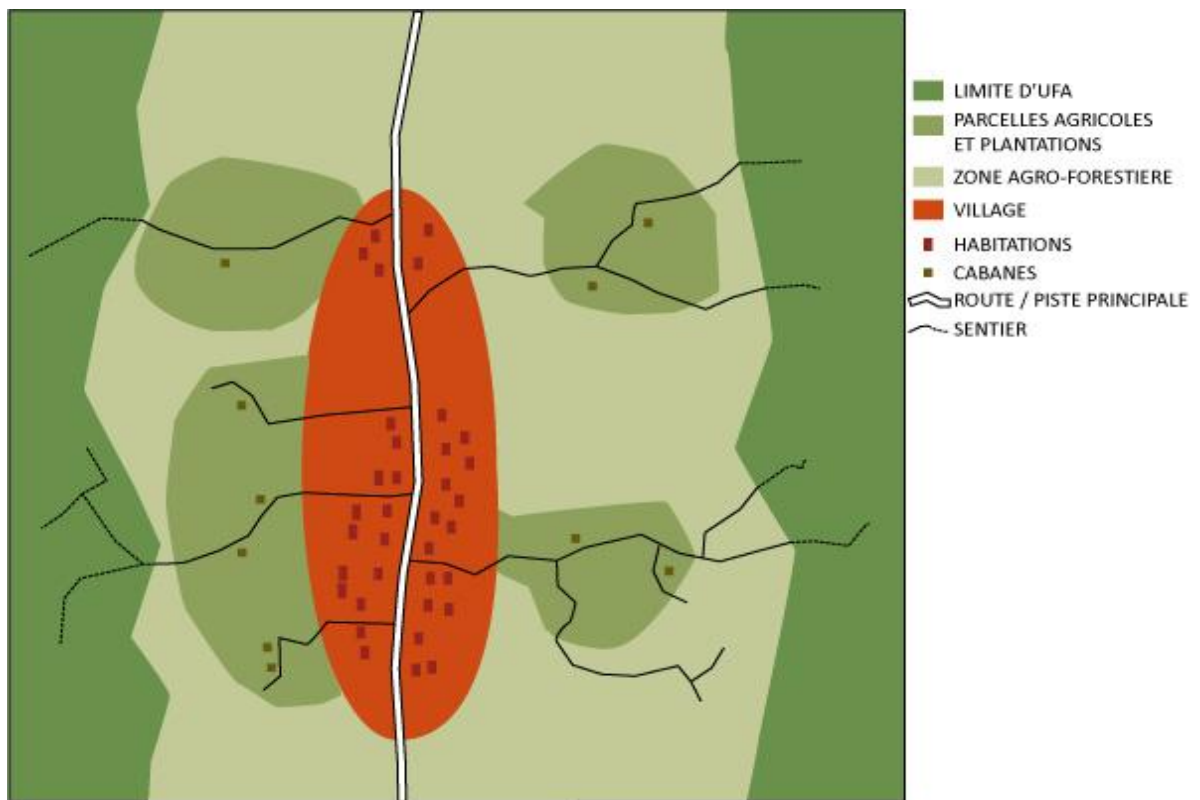 LIMITE D'UFA
PARCELLES AGRICOLES
ET PLANTATIONS
ZONE AGRO-FORESTIERE
VILLAGE
HABITATIONS
CABANES
ROUTE / PISTE PRINCIPALE
SENTIER